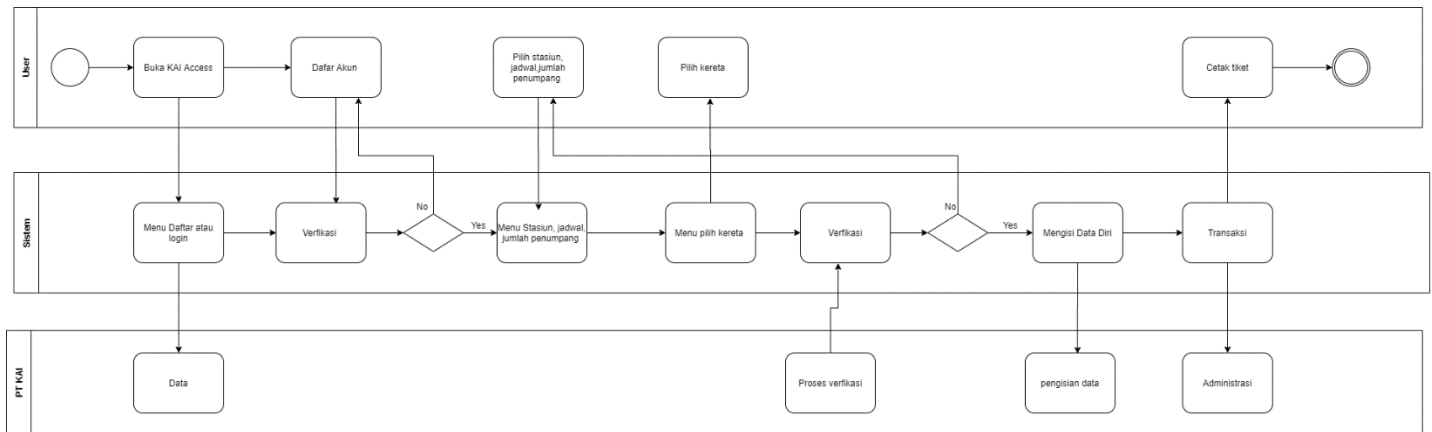 User
Buka KAI Access
Dafar Akun
Pilih stasiun,
jadwal,jumlah
penumpang
Pilih kereta
Cetak tiket
Sistem
Menu Daftar atau
login
Verfikasi
No
Yes
Menu Stasiun, jadwal,
jumlah penumpang
Menu pilih kereta
Verfikasi
No
Yes
Mengisi Data Diri
Transaksi
PT KAI
Data
Proses verfikasi
pengisian data
Administrasi